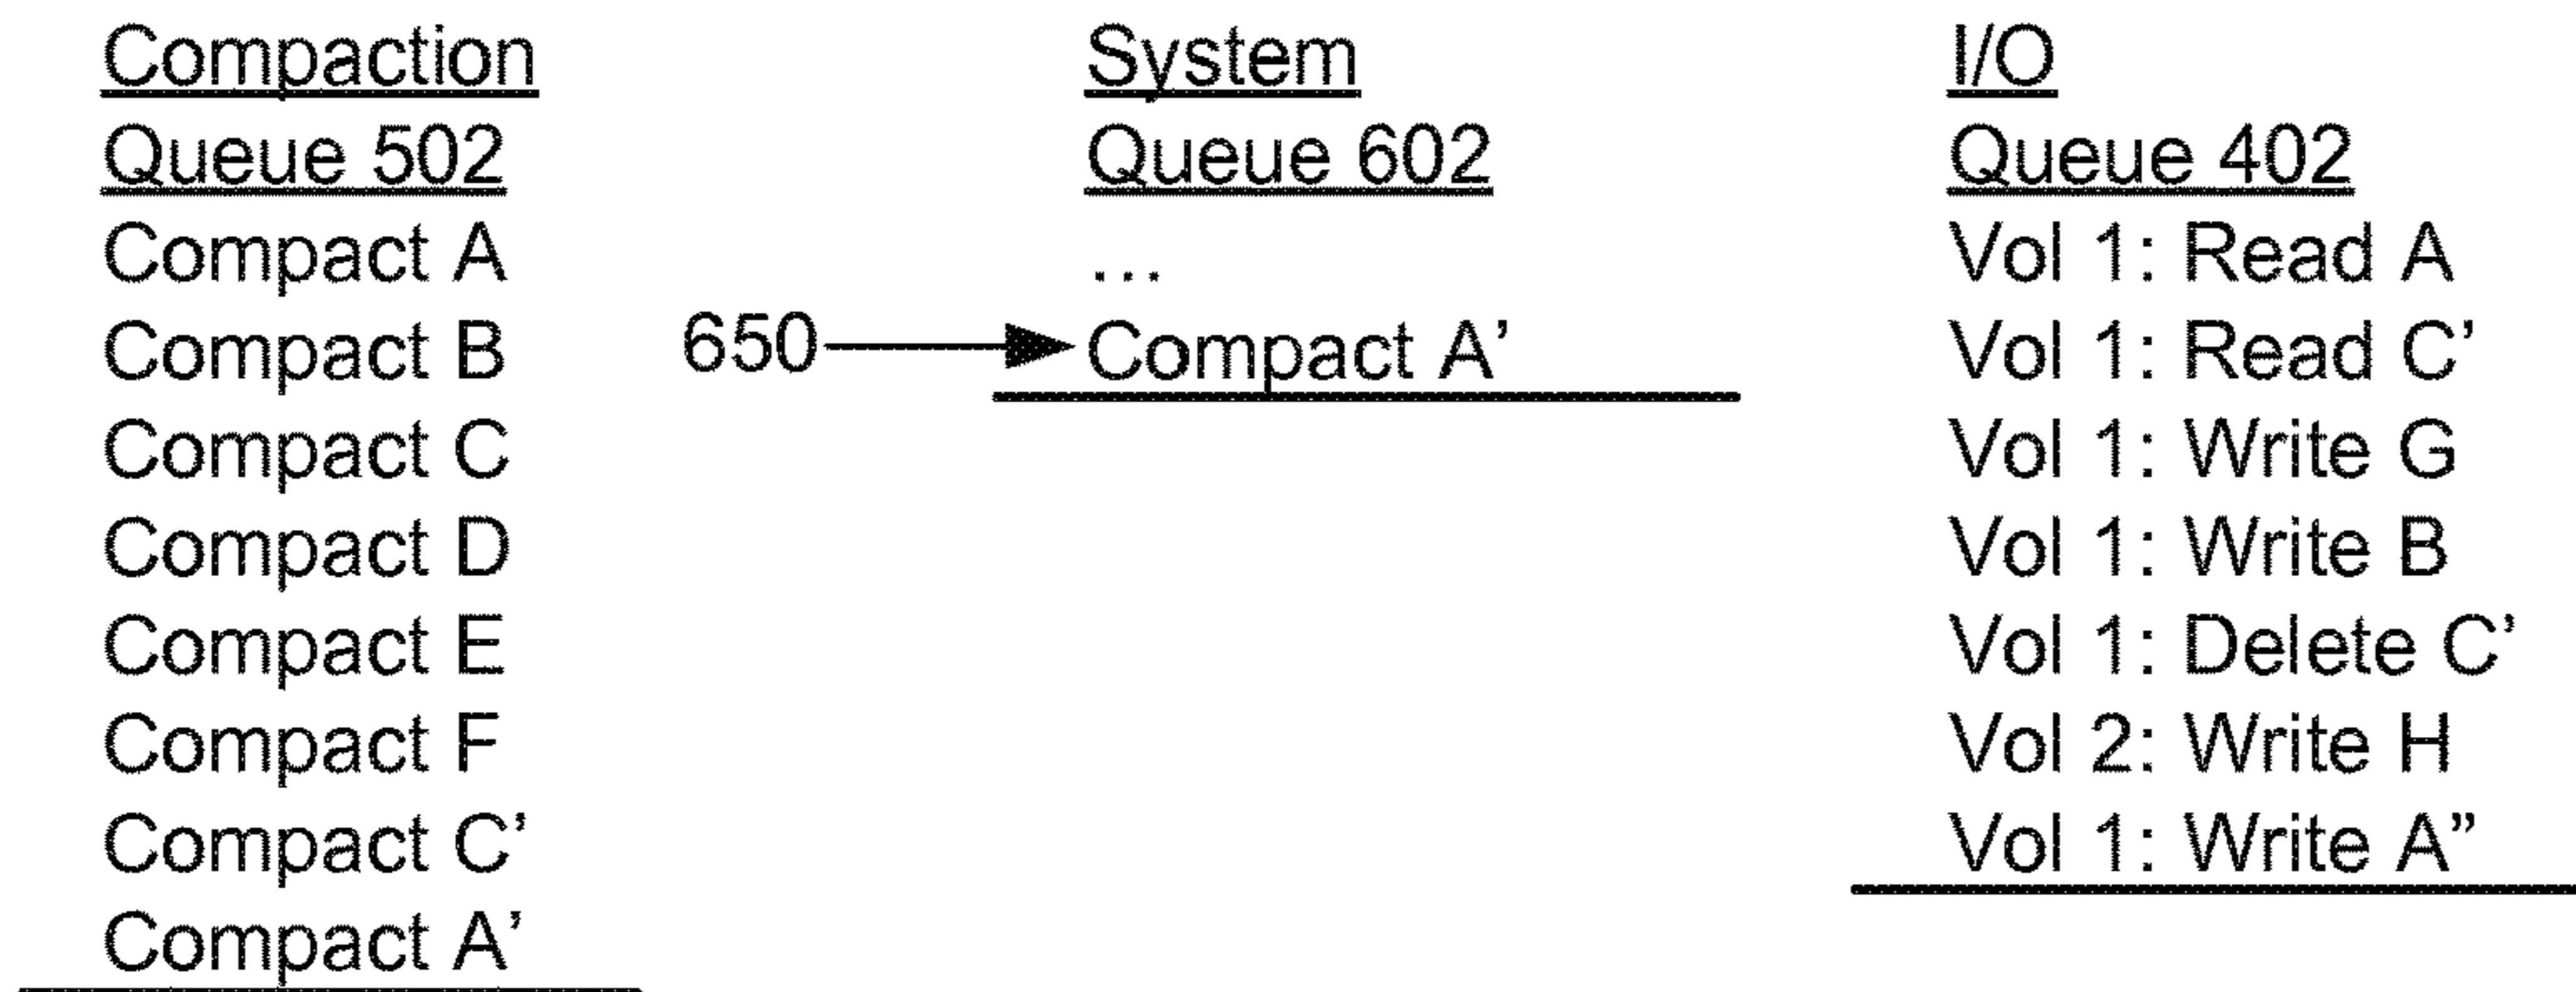 Compaction
Queue 502
Compact A
Compact B
Compact C
Compact D
Compact E
Compact F
Compact C’
Compact A’
650
System
Queue 602
...
Compact A’
I/O
Queue 402
Vol 1: Read A
Vol 1: Read C’
Vol 1: Write G
Vol 1: Write B
Vol 1: Delete C’
Vol 2: Write H
Vol 1: Write A”